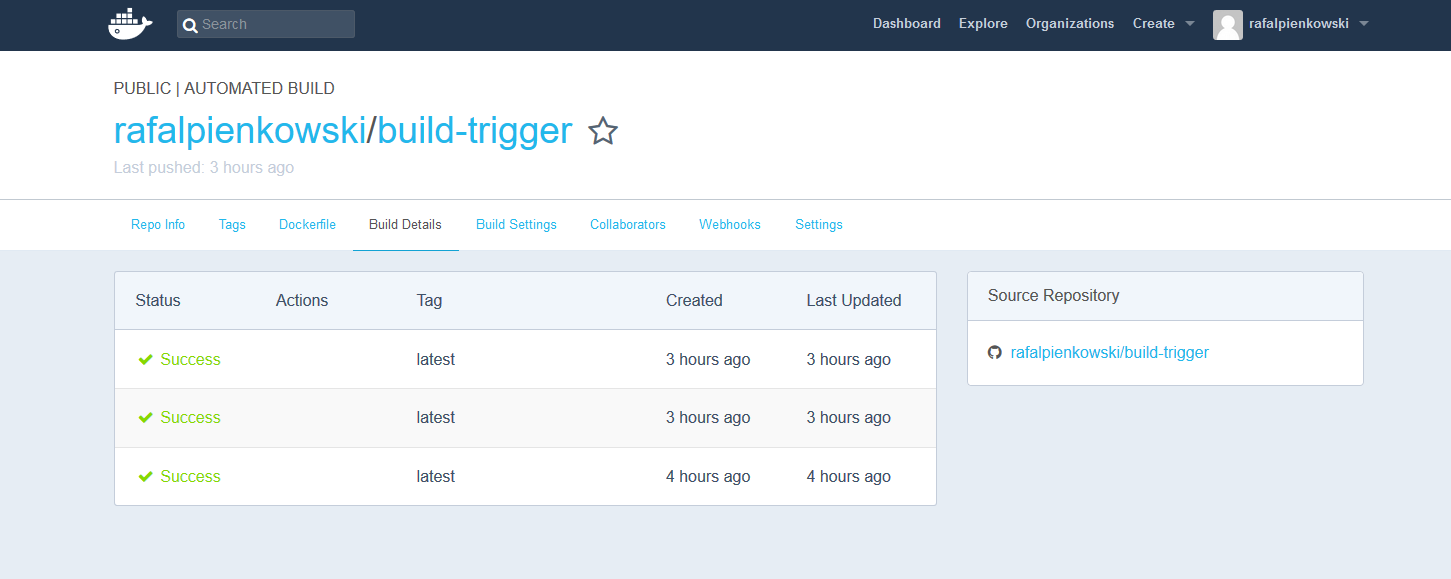 Search Dashboard Explore Organizations Create rafalpienkowski
PUBLIC | AUTOMATED BUILD
rafalpienkowski/build-trigger
Last pushed: 3 hours ago
Repo Info Tags Dockerfile Build Details Build Settings Collaborators Webhooks Settings
Status Actions Tag Created Last Updated
Success latest 3 hours ago 3 hours ago
Success latest 3 hours ago 3 hours ago
Success latest 4 hours ago 4 hours ago
Source Repository
rafalpienkowski/build-trigger